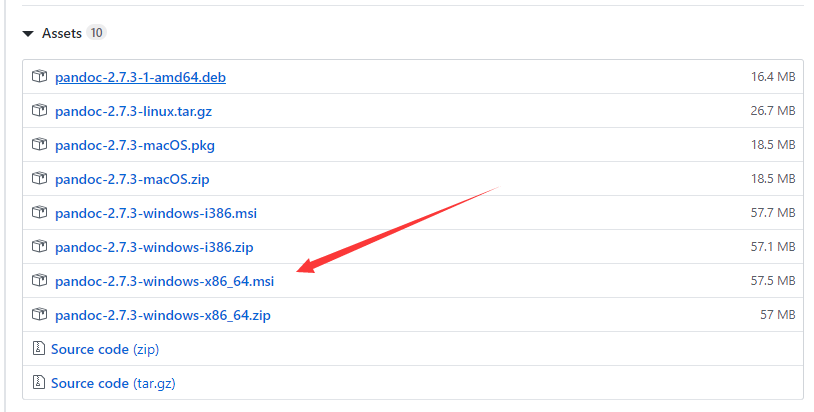 Assets 10
pandoc-2.7.3-1-amd64.deb 16.4 MB
pandoc-2.7.3-linux.tar.gz 26.7 MB
pandoc-2.7.3-macOS.pkg 18.5 MB
pandoc-2.7.3-macOS.zip 18.5 MB
pandoc-2.7.3-windows-i386.msi 57.7 MB
pandoc-2.7.3-windows-i386.zip 57.1 MB
pandoc-2.7.3-windows-x86_64.msi 57.5 MB
pandoc-2.7.3-windows-x86_64.zip 57 MB
Source code (zip)
Source code (tar.gz)